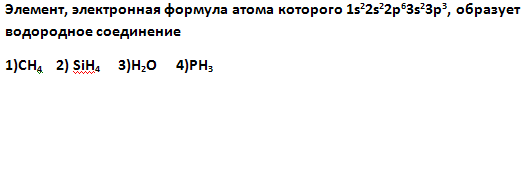 Элемент, электронная формула атома которого 1s²2s²2p⁶3s²3p³, образует
водородное соединение
1)CH₄ 2) SiH₄ 3)H₂O 4)PH₃